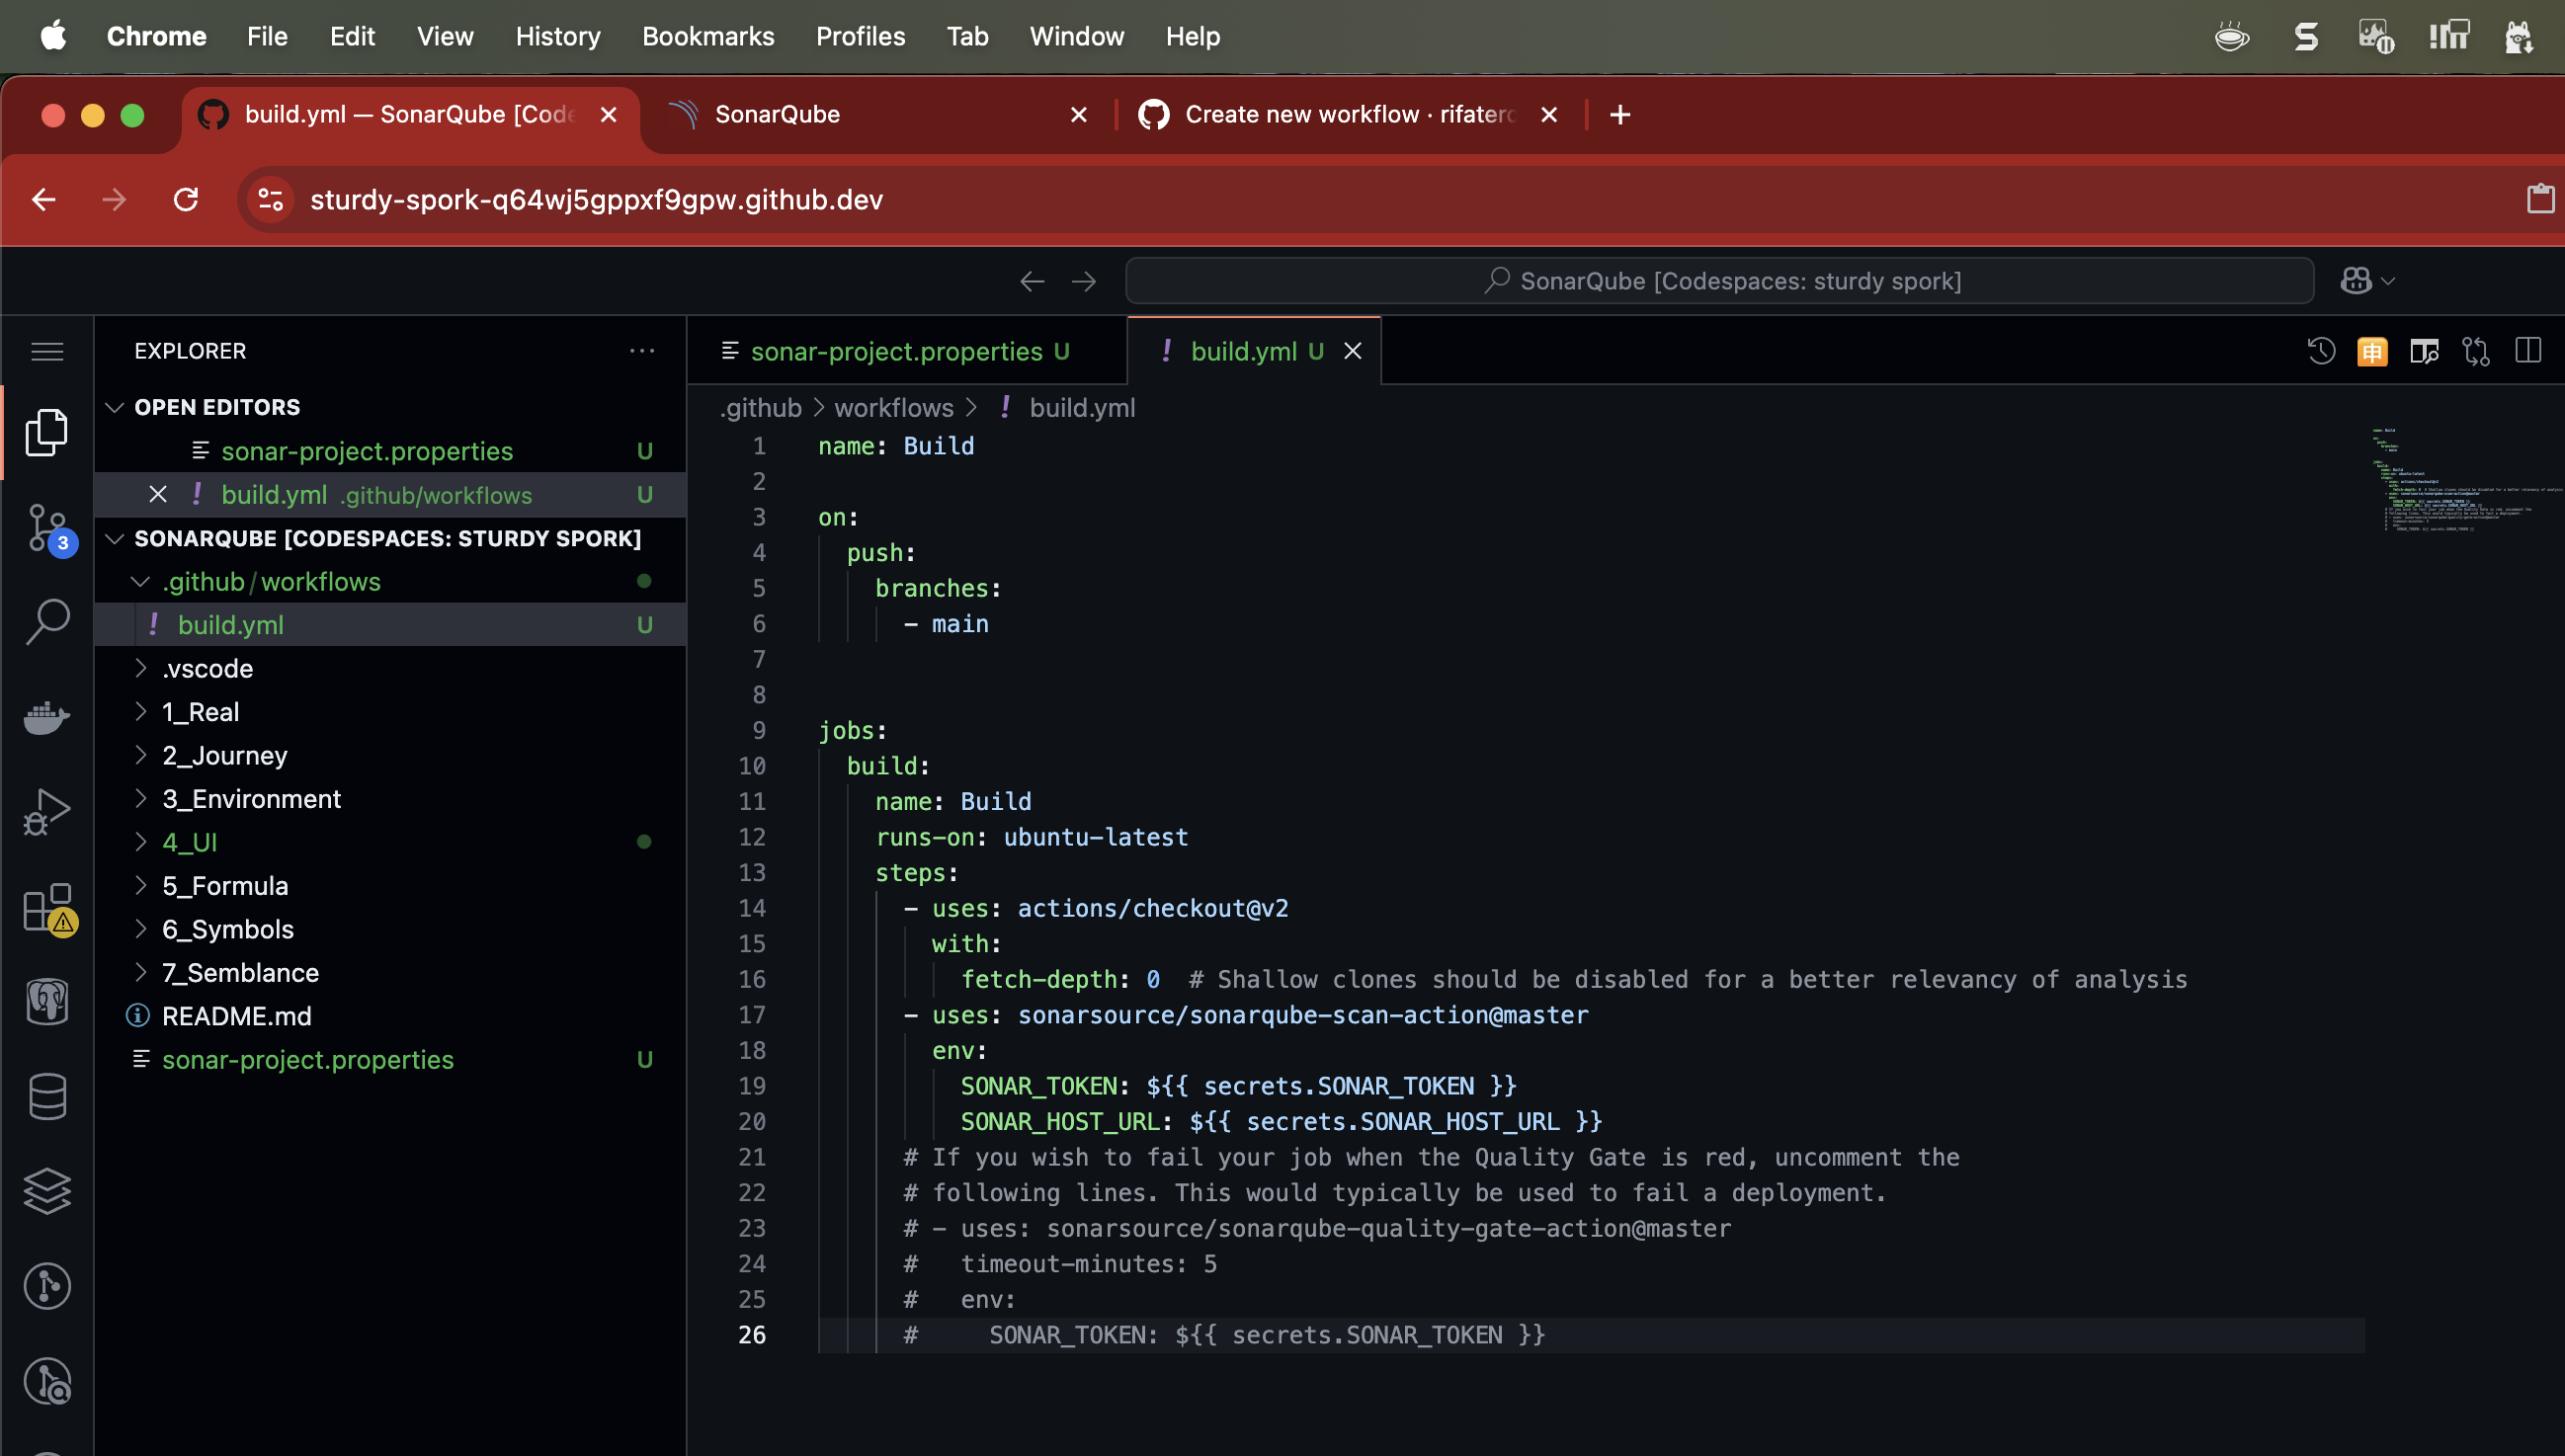 Chrome File Edit View History Bookmarks Profiles Tab Window Help
build.yml — SonarQube [Code
SonarQube
Create new workflow · rifaterd
sturdy-spork-q64wj5gppxf9gpw.github.dev
SonarQube [Codespaces: sturdy spork]
EXPLORER
OPEN EDITORS
sonar-project.properties U
build.yml .github/workflows U
SONARQUBE [CODESPACES: STURDY SPORK]
.github/workflows
build.yml U
.vscode
1_Real
2_Journey
3_Environment
4_UI
5_Formula
6_Symbols
7_Semblance
README.md
sonar-project.properties U
3
sonar-project.properties U
build.yml U
申
.github > workflows > ! build.yml
1 name: Build
2
3 on:
4 push:
5 branches:
6 - main
7
8
9 jobs:
10 build:
11 name: Build
12 runs-on: ubuntu-latest
13 steps:
14 - uses: actions/checkout@v2
15 with:
16 fetch-depth: 0 # Shallow clones should be disabled for a better relevancy of analysis
17 - uses: sonarsource/sonarqube-scan-action@master
18 env:
19 SONAR_TOKEN: ${{ secrets.SONAR_TOKEN }}
20 SONAR_HOST_URL: ${{ secrets.SONAR_HOST_URL }}
21 # If you wish to fail your job when the Quality Gate is red, uncomment the
22 # following lines. This would typically be used to fail a deployment.
23 # - uses: sonarsource/sonarqube-quality-gate-action@master
24 # timeout-minutes: 5
25 # env:
26 # SONAR_TOKEN: ${{ secrets.SONAR_TOKEN }}